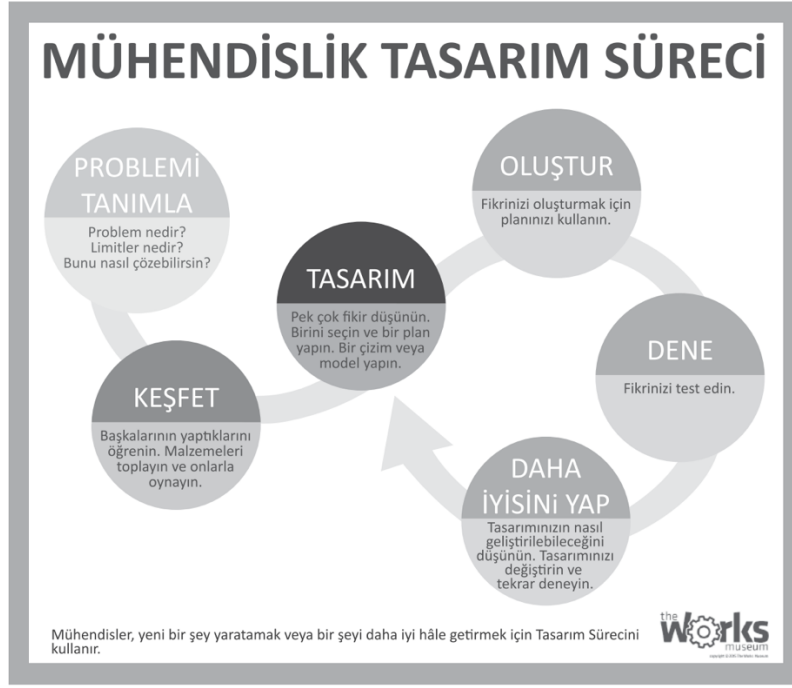 MÜHENDİSLİK TASARIM SÜRECİ
PROBLEMİ
TANIMLA
Problem nedir?
Limitler nedir?
Bunu nasıl çözebilirsin?
KEŞFET
Başkalarının yaptıklarını
öğrenin. Malzemeleri
toplayın ve onlarla
oynayın.
TASARIM
Pek çok fikir düşünün.
Birini seçin ve bir plan
yapın. Bir çizim veya
model yapın.
OLUŞTUR
Fikrinizi oluşturmak için
planınızı kullanın.
DENE
Fikrinizi test edin.
DAHA
İYİSİNi YAP
Tasarımınızın nasıl
geliştirilebileceğini
düşünün. Tasarımınızı
değiştirin ve
tekrar deneyin.
Mühendisler, yeni bir şey yaratamak veya bir şeyi daha iyi hâle getirmek için Tasarım Sürecini
kullanır.
the
Works
museum